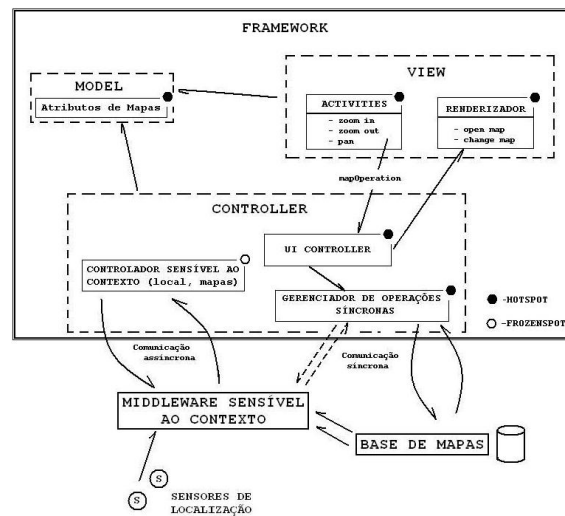 FRAMEWORK
MODEL
Atributos de Mapas
VIEW
ACTIVITIES
- zoom in
- zoom out
- pan
RENDERIZADOR
- open map
- change map
mapOperation
CONTROLLER
UI CONTROLLER
CONTROLADOR SENSÍVEL AO
CONTEXTO (local, mapas)
GERENCIADOR DE OPERAÇÕES
SÍNCRONAS
-HOTSPOT
-FROZENSPOT
Comunicação
assíncrona
Comunicação
síncrona
MIDDLEWARE SENSÍVEL
AO CONTEXTO
BASE DE MAPAS
S
S
SENSORES DE
LOCALIZAÇÃO